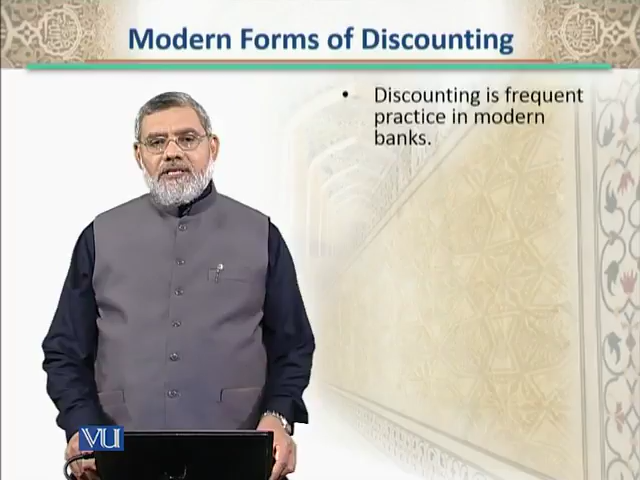 Modern Forms of Discounting
• Discounting is frequent
practice in modern
banks.
VU